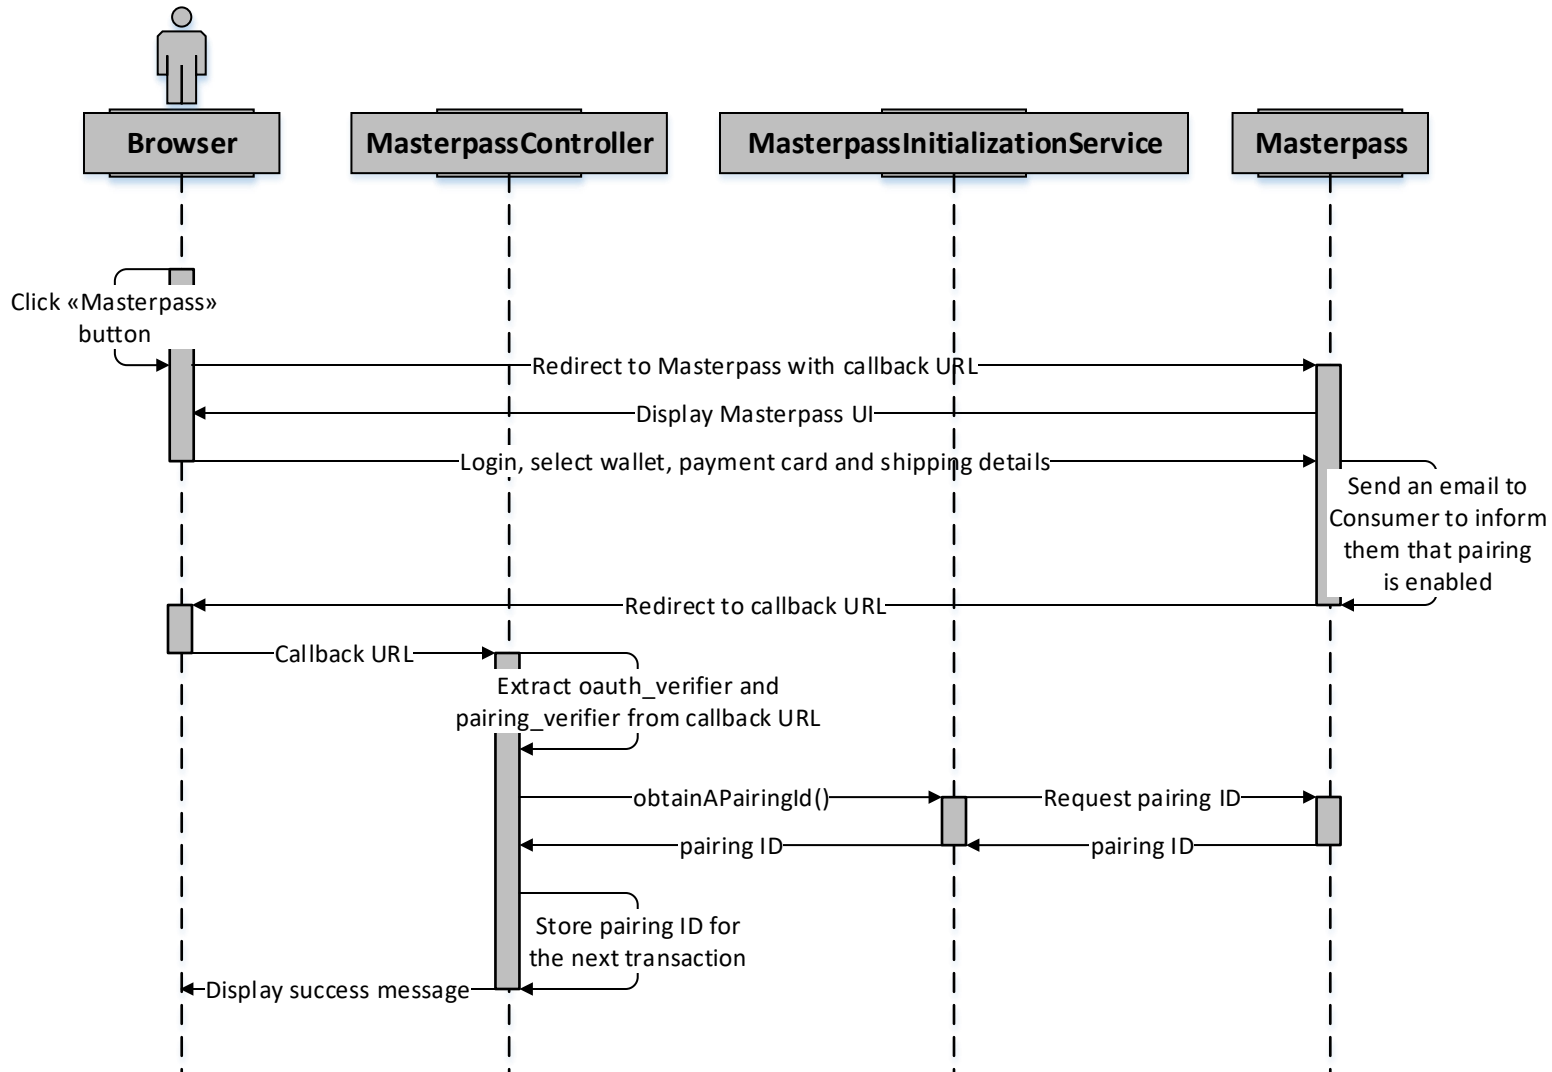 Browser
MasterpassController
MasterpassInitializationService
Masterpass
Click «Masterpass»
button
Redirect to Masterpass with callback URL
Display Masterpass UI
Login, select wallet, payment card and shipping details
Send an email to
Consumer to inform
them that pairing
is enabled
Redirect to callback URL
Callback URL
Extract oauth_verifier and
pairing_verifier from callback URL
obtainAPairingId()
Request pairing ID
pairing ID
pairing ID
Store pairing ID for
the next transaction
Display success message